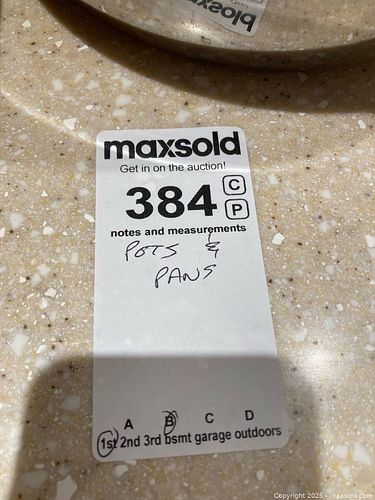 maxsold
Get in on the auction!
384 C
P
notes and measurements
POTS &
PANS
A B C D
1st 2nd 3rd bsmt garage outdoors
Copyright 2025 - maxsold.com